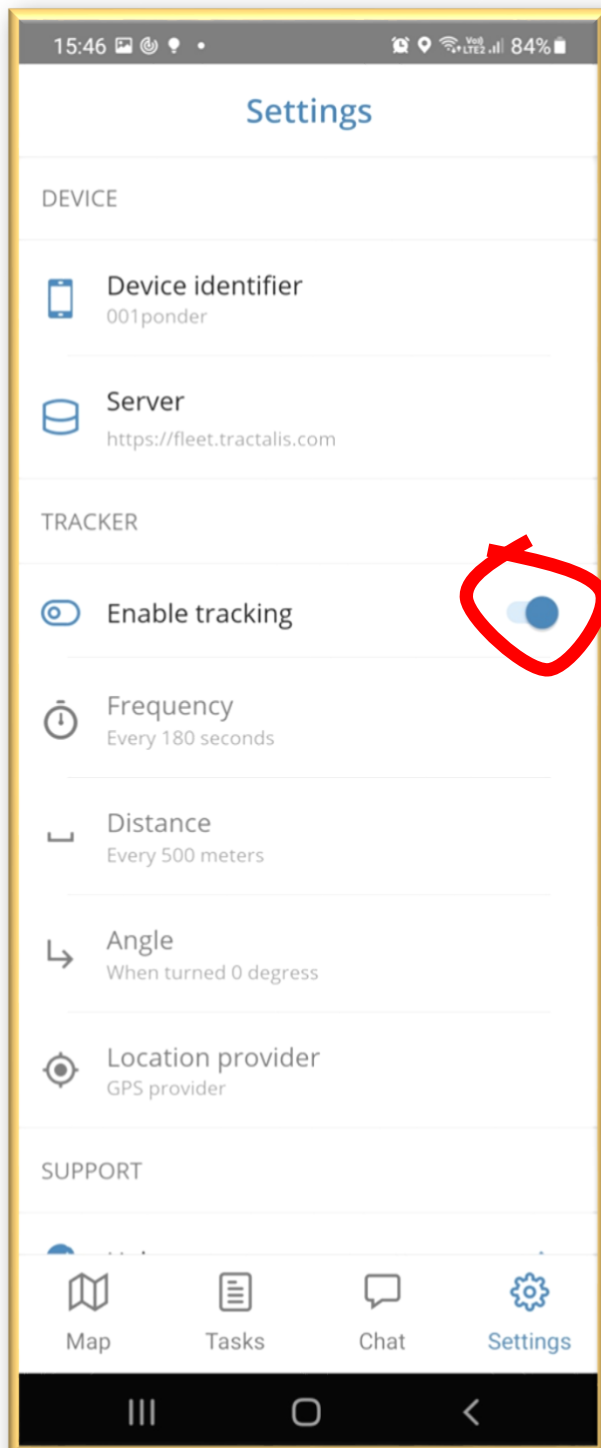 15:46 84%
Settings
DEVICE
Device identifier
001ponder
Server
https://fleet.tractalis.com
TRACKER
Enable tracking
Frequency
Every 180 seconds
Distance
Every 500 meters
Angle
When turned 0 degress
Location provider
GPS provider
SUPPORT
Map Tasks Chat Settings